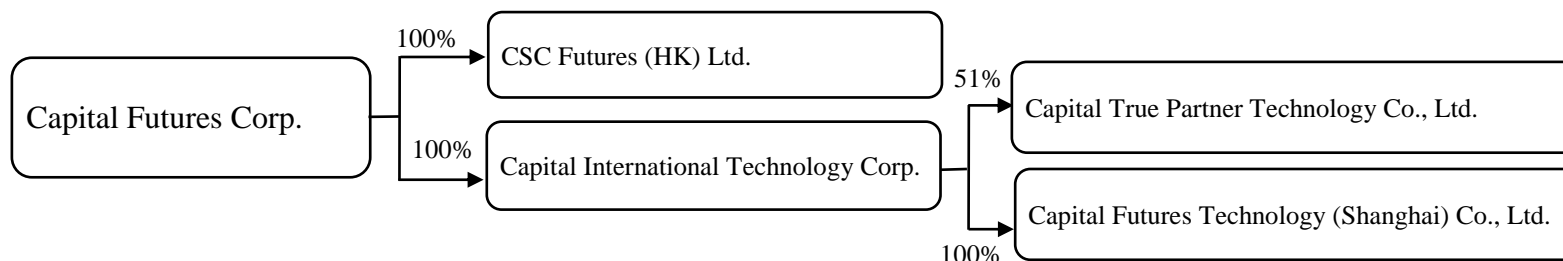 100%
CSC Futures (HK) Ltd.
51%
Capital Futures Corp.
Capital True Partner Technology Co., Ltd.
100%
Capital International Technology Corp.
Capital Futures Technology (Shanghai) Co., Ltd.
100%